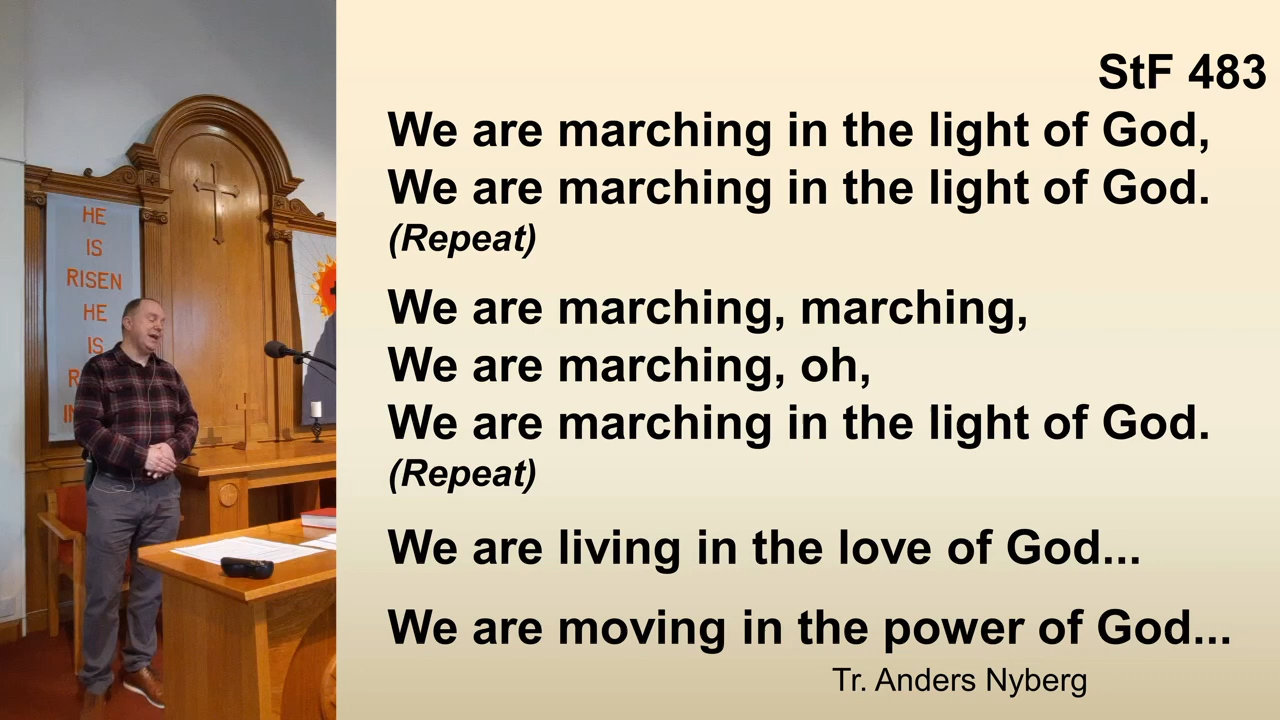 HE
IS
RISEN
HE
IS
StF 483
We are marching in the light of God,
We are marching in the light of God.
(Repeat)
We are marching, marching,
We are marching, oh,
We are marching in the light of God.
(Repeat)
We are living in the love of God...
We are moving in the power of God...
Tr. Anders Nyberg